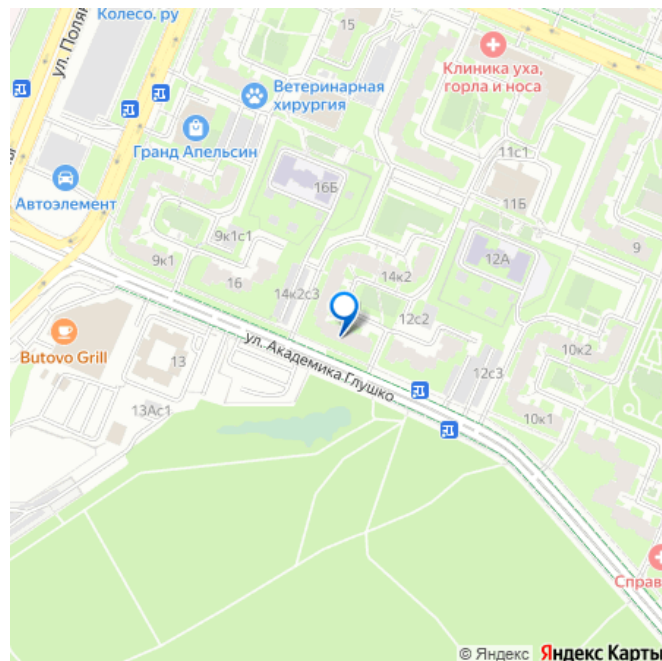 Колесо.ру
ул. Поля
15
Клиника уха,
горла и носа
Ветеринарная
хирургия
Гранд Апельсин
11с1
16Б
Автоэлемент
11Б
9к1с1
9
9к1
12А
16
14к2
14к2с3
12с2
Butovo Grill
13
ул. Академика Глушко
10к2
12с3
13Ас1
10к1
Справ
© Яндекс Яндекс Карты